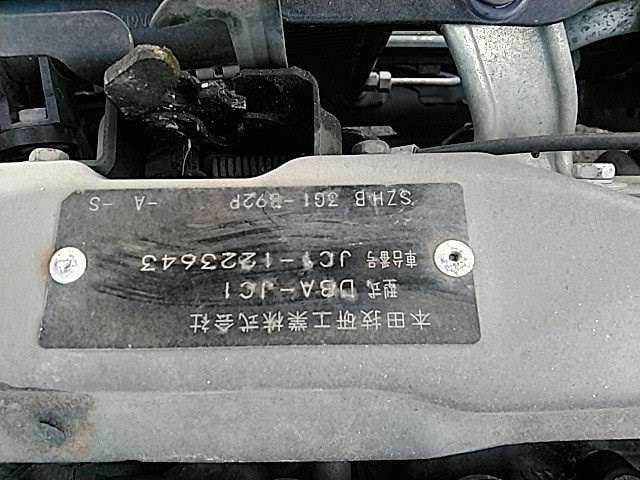 本田技研工業株式会社
型式 DBA-JC1
車台番号 JC1-1223643
SZHB 3G1-B92P -A -S